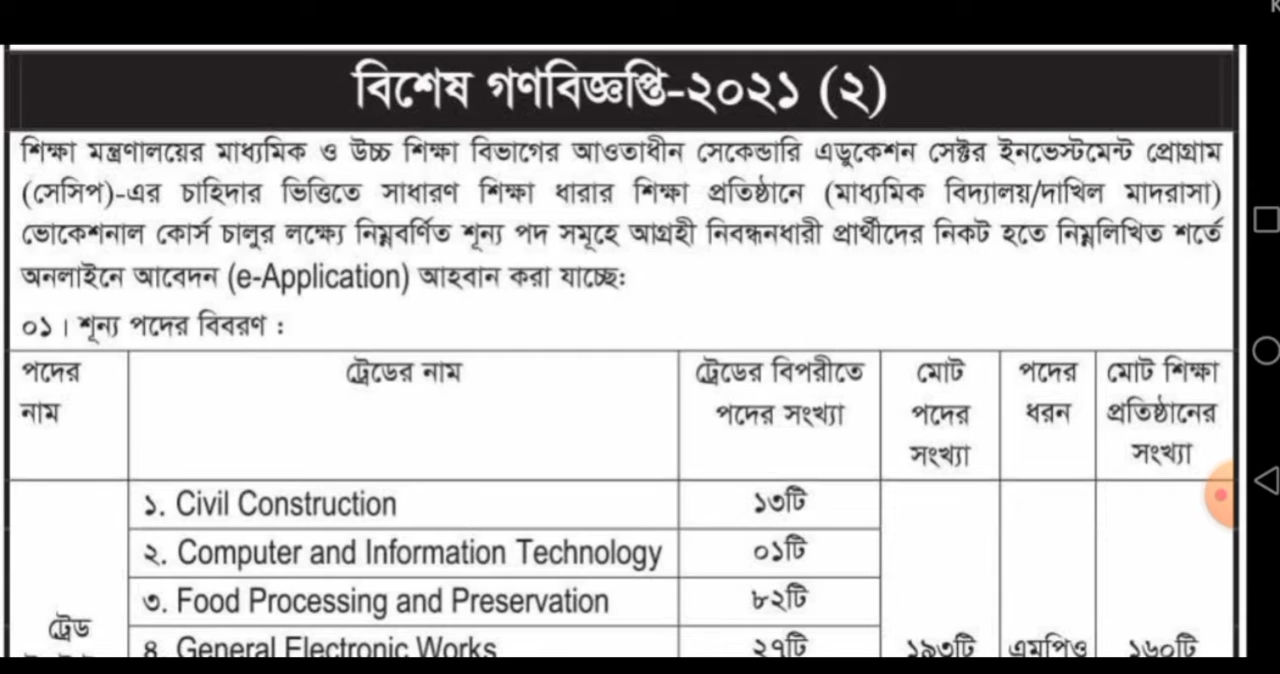 বিশেষ গণবিজ্ঞপ্তি-২০২১ (২)
শিক্ষা মন্ত্রণালয়ের মাধ্যমিক ও উচ্চ শিক্ষা বিভাগের আওতাধীন সেকেন্ডারি এডুকেশন সেক্টর ইনভেস্টমেন্ট প্রোগ্রাম
(সেসিপ)-এর চাহিদার ভিত্তিতে সাধারণ শিক্ষা ধারার শিক্ষা প্রতিষ্ঠানে (মাধ্যমিক বিদ্যালয়/দাখিল মাদরাসা)
ভোকেশনাল কোর্স চালুর লক্ষ্যে নিম্নবর্ণিত শূন্য পদ সমূহে আগ্রহী নিবন্ধনধারী প্রার্থীদের নিকট হতে নিম্নলিখিত শর্তে
অনলাইনে আবেদন (e-Application) আহবান করা যাচ্ছেঃ
০১। শূন্য পদের বিবরণ :
পদের নাম
ট্রেডের নাম
ট্রেডের বিপরীতে পদের সংখ্যা
মোট পদের সংখ্যা
পদের ধরন
মোট শিক্ষা প্রতিষ্ঠানের সংখ্যা
১. Civil Construction ১৩টি
২. Computer and Information Technology ০১টি
৩. Food Processing and Preservation ৮২টি
ট্রেড
৪. General Electronic Works ২৭টি ১৯৩টি এমপিও ১৬০টি